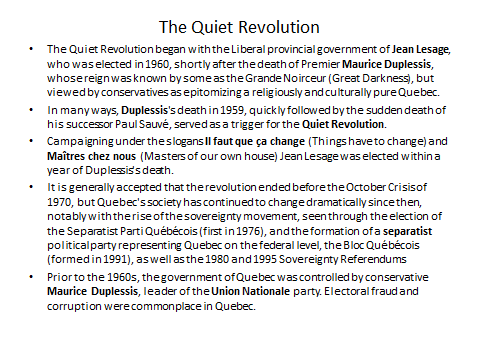 The Quiet Revolution
• The Quiet Revolution began with the Liberal provincial government of Jean Lesage,
who was elected in 1960, shortly after the death of Premier Maurice Duplessis,
whose reign was known by some as the Grande Noirceur (Great Darkness), but
viewed by conservatives as epitomizing a religiously and culturally pure Quebec.
• In many ways, Duplessis's death in 1959, quickly followed by the sudden death of
his successor Paul Sauvé, served as a trigger for the Quiet Revolution.
• Campaigning under the slogans Il faut que ça change (Things have to change) and
Maîtres chez nous (Masters of our own house) Jean Lesage was elected within a
year of Duplessis's death.
• It is generally accepted that the revolution ended before the October Crisis of
1970, but Quebec's society has continued to change dramatically since then,
notably with the rise of the sovereignty movement, seen through the election of
the Separatist Parti Québécois (first in 1976), and the formation of a separatist
political party representing Quebec on the federal level, the Bloc Québécois
(formed in 1991), as well as the 1980 and 1995 Sovereignty Referendums
• Prior to the 1960s, the government of Quebec was controlled by conservative
Maurice Duplessis, leader of the Union Nationale party. Electoral fraud and
corruption were commonplace in Quebec.